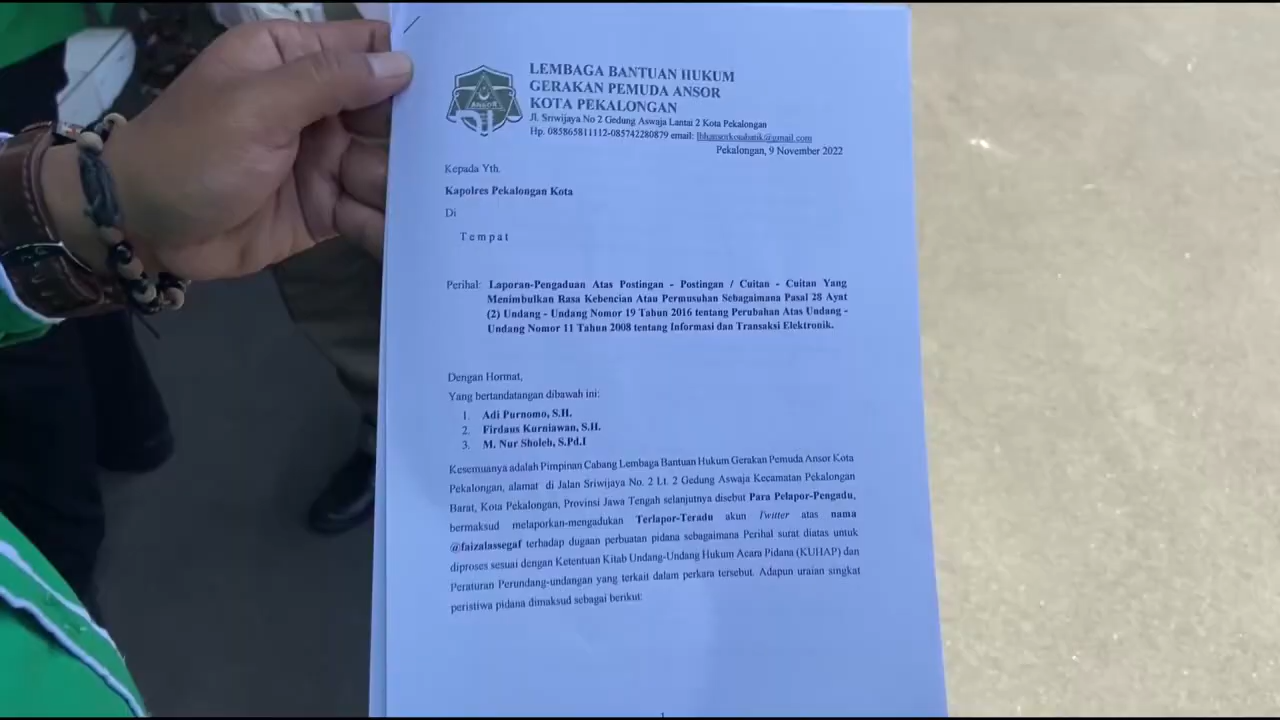 LEMBAGA BANTUAN HUKUM
GERAKAN PEMUDA ANSOR
KOTA PEKALONGAN
ANSOR
Jl. Sriwijaya No 2 Gedung Aswaja Lantai 2 Kota Pekalongan
Hp. 085865811112-085742280879 email: lbhansorkotabatik@gmail.com
Pekalongan, 9 November 2022
Kepada Yth.
Kapolres Pekalongan Kota
Di
Tempat
Perihal: Laporan-Pengaduan Atas Postingan - Postingan / Cuitan - Cuitan Yang
Menimbulkan Rasa Kebencian Atau Permusuhan Sebagaimana Pasal 28 Ayat
(2) Undang - Undang Nomor 19 Tahun 2016 tentang Perubahan Atas Undang -
Undang Nomor 11 Tahun 2008 tentang Informasi dan Transaksi Elektronik.
Dengan Hormat,
Yang bertandatangan dibawah ini:
1. Adi Purnomo, S.H.
2. Firdaus Kurniawan, S.H.
3. M. Nur Sholeh, S.Pd.I
Kesemuanya adalah Pimpinan Cabang Lembaga Bantuan Hukum Gerakan Pemuda Ansor Kota
Pekalongan, alamat di Jalan Sriwijaya No. 2 Lt. 2 Gedung Aswaja Kecamatan Pekalongan
Barat, Kota Pekalongan, Provinsi Jawa Tengah selanjutnya disebut Para Pelapor-Pengadu,
bermaksud melaporkan-mengadukan Terlapor-Teradu akun Twitter atas nama
@faizalassegaf terhadap dugaan perbuatan pidana sebagaimana Perihal surat diatas untuk
diproses sesuai dengan Ketentuan Kitab Undang-Undang Hukum Acara Pidana (KUHAP) dan
Peraturan Perundang-undangan yang terkait dalam perkara tersebut. Adapun uraian singkat
peristiwa pidana dimaksud sebagai berikut: